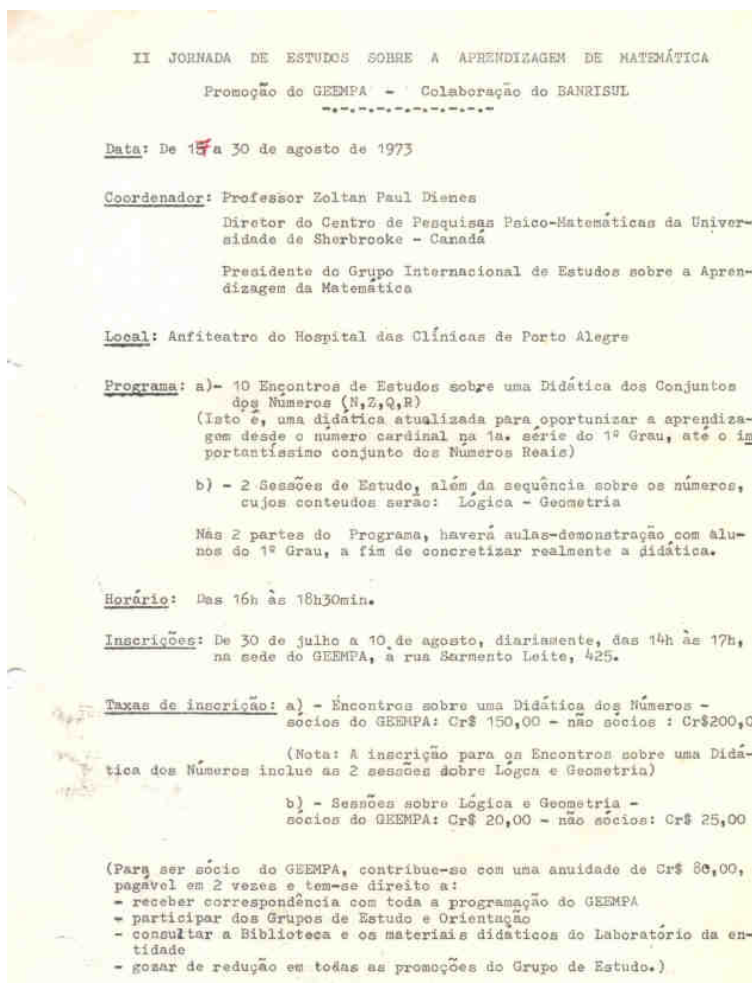 II JORNADA DE ESTUDOS SOBRE A APRENDIZAGEM DE MATEMÁTICA
Promoção do GEEMPA - Colaboração do BANRISUL
-.-.-.-.-.-.-.-.-
Data: De 17 a 30 de agosto de 1973
Coordenador: Professor Zoltan Paul Dienes
Diretor do Centro de Pesquisas Psico-Matemáticas da Univer-
sidade de Sherbrooke - Canadá
Presidente do Grupo Internacional de Estudos sobre a Apren-
dizagem da Matemática
Local: Anfiteatro do Hospital das Clínicas de Porto Alegre
Programa: a)- 10 Encontros de Estudos sobre uma Didática dos Conjuntos
dos Números (N,Z,Q,R)
(Isto é, uma didática atualizada para oportunizar a aprendiza-
gem desde o número cardinal na 1a. série do 1º Grau, até o im
portantíssimo conjunto dos Números Reais)
b) - 2 Sessões de Estudo, além da sequência sobre os números,
cujos conteudos serão: Lógica - Geometria
Nas 2 partes do Programa, haverá aulas-demonstração com alu-
nos do 1º Grau, a fim de concretizar realmente a didática.
Horário: Das 16h às 18h30min.
Inscrições: De 30 de julho a 10 de agosto, diariamente, das 14h às 17h,
na sede do GEEMPA, à rua Sarmento Leite, 425.
Taxas de inscrição: a) - Encontros sobre uma Didática dos Números -
sócios do GEEMPA: Cr$ 150,00 - não sócios : Cr$200,0
(Nota: A inscrição para os Encontros sobre uma Didá-
tica dos Números inclue as 2 sessões dobre Lógca e Geometria)
b) - Sessões sobre Lógica e Geometria -
sócios do GEEMPA: Cr$ 20,00 - não sócios: Cr$ 25,00
(Para ser sócio do GEEMPA, contribue-se com uma anuidade de Cr$ 80,00,
pagável em 2 vezes e tem-se direito a:
- receber correspondência com toda a programação do GEEMPA
- participar dos Grupos de Estudo e Orientação
- consultar a Biblioteca e os materiais didáticos do Laboratório da en-
tidade
- gozar de redução em todas as promoções do Grupo de Estudo.)